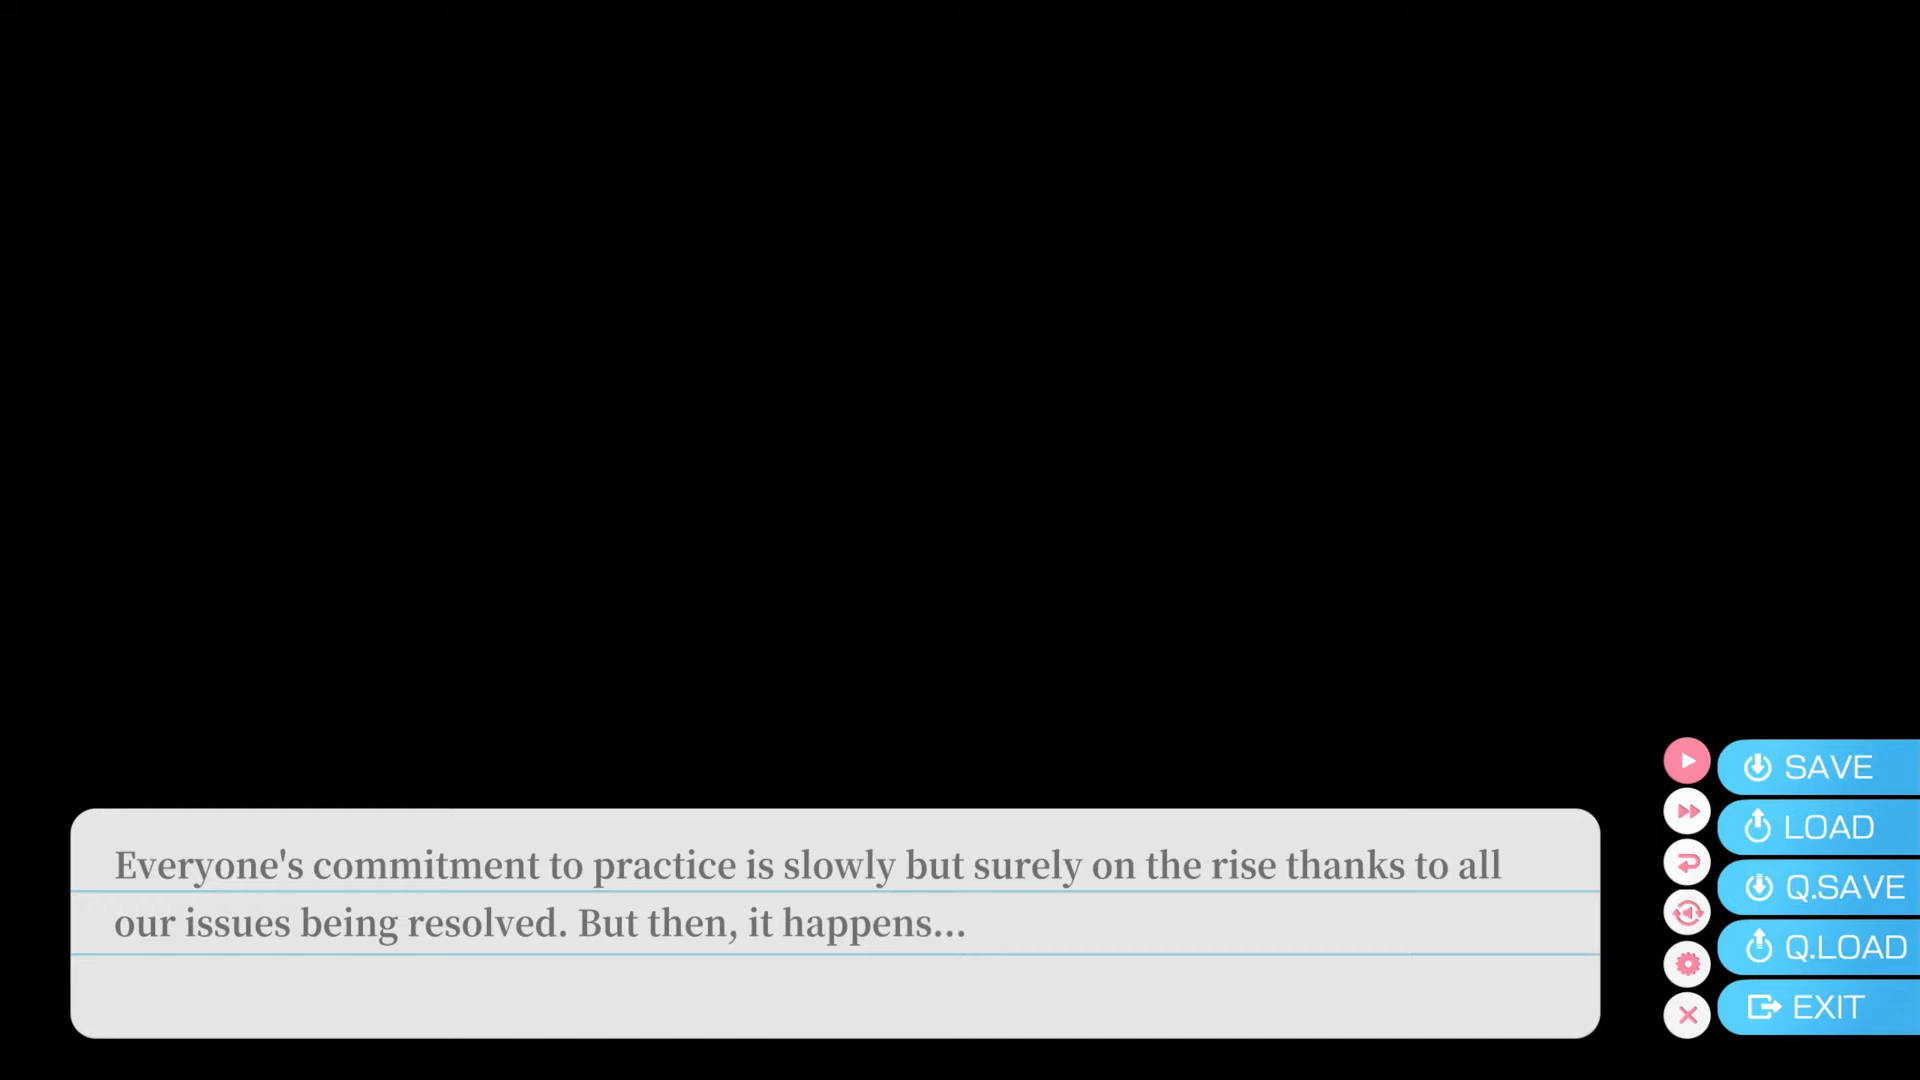 Everyone's commitment to practice is slowly but surely on the rise thanks to all
our issues being resolved. But then, it happens...
SAVE
LOAD
Q.SAVE
Q.LOAD
EXIT